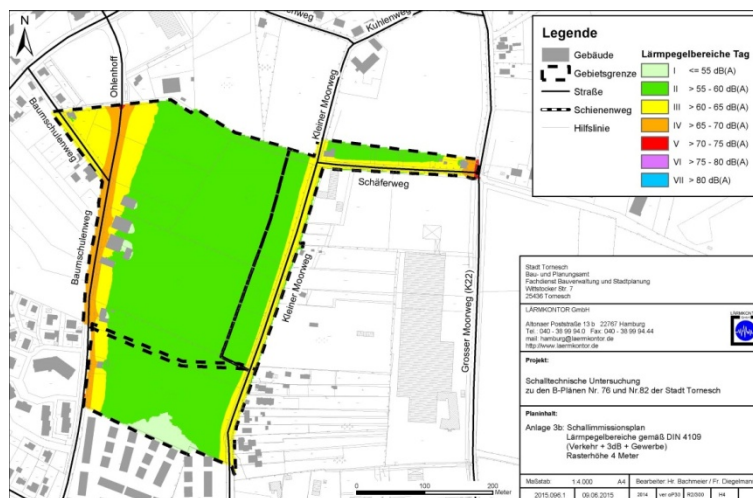 N
Kuhlenweg
Ohlenhoff
Kleiner Moorweg
Baumschulenweg
Schäferweg
Baumschulenweg
Kleiner Moorweg
Grosser Moorweg (K22)
0
100
200
Meter
Legende
Gebäude
Gebietsgrenze
Straße
Schienenweg
Hilfslinie
Lärmpegelbereiche Tag
I <= 55 dB(A)
II > 55 - 60 dB(A)
III > 60 - 65 dB(A)
IV > 65 - 70 dB(A)
V > 70 - 75 dB(A)
VI > 75 - 80 dB(A)
VII > 80 dB(A)
Stadt Tornesch
Bau- und Planungsamt
Fachdienst Bauverwaltung und Stadtplanung
Wittstocker Str. 7
25436 Tornesch
LÄRMKONTOR GmbH
Altonaer Poststraße 13 b 22767 Hamburg
Tel.: 040 - 38 99 94 0 Fax: 040 - 38 99 94 44
mail: hamburg@laermkontor.de
http://www.laermkontor.de
LÄRMKONTOR
Projekt:
Schalltechnische Untersuchung
zu den B-Plänen Nr. 76 und Nr.82 der Stadt Tornesch
Planinhalt:
Anlage 3b: Schallimmissionsplan
Lärmpegelbereiche gemäß DIN 4109
(Verkehr + 3dB + Gewerbe)
Rasterhöhe 4 Meter
Maßstab: 1:4.000 A4 Bearbeiter: Hr. Bachmeier / Fr. Diegelma
2015.096.1 09.06.2015 H4